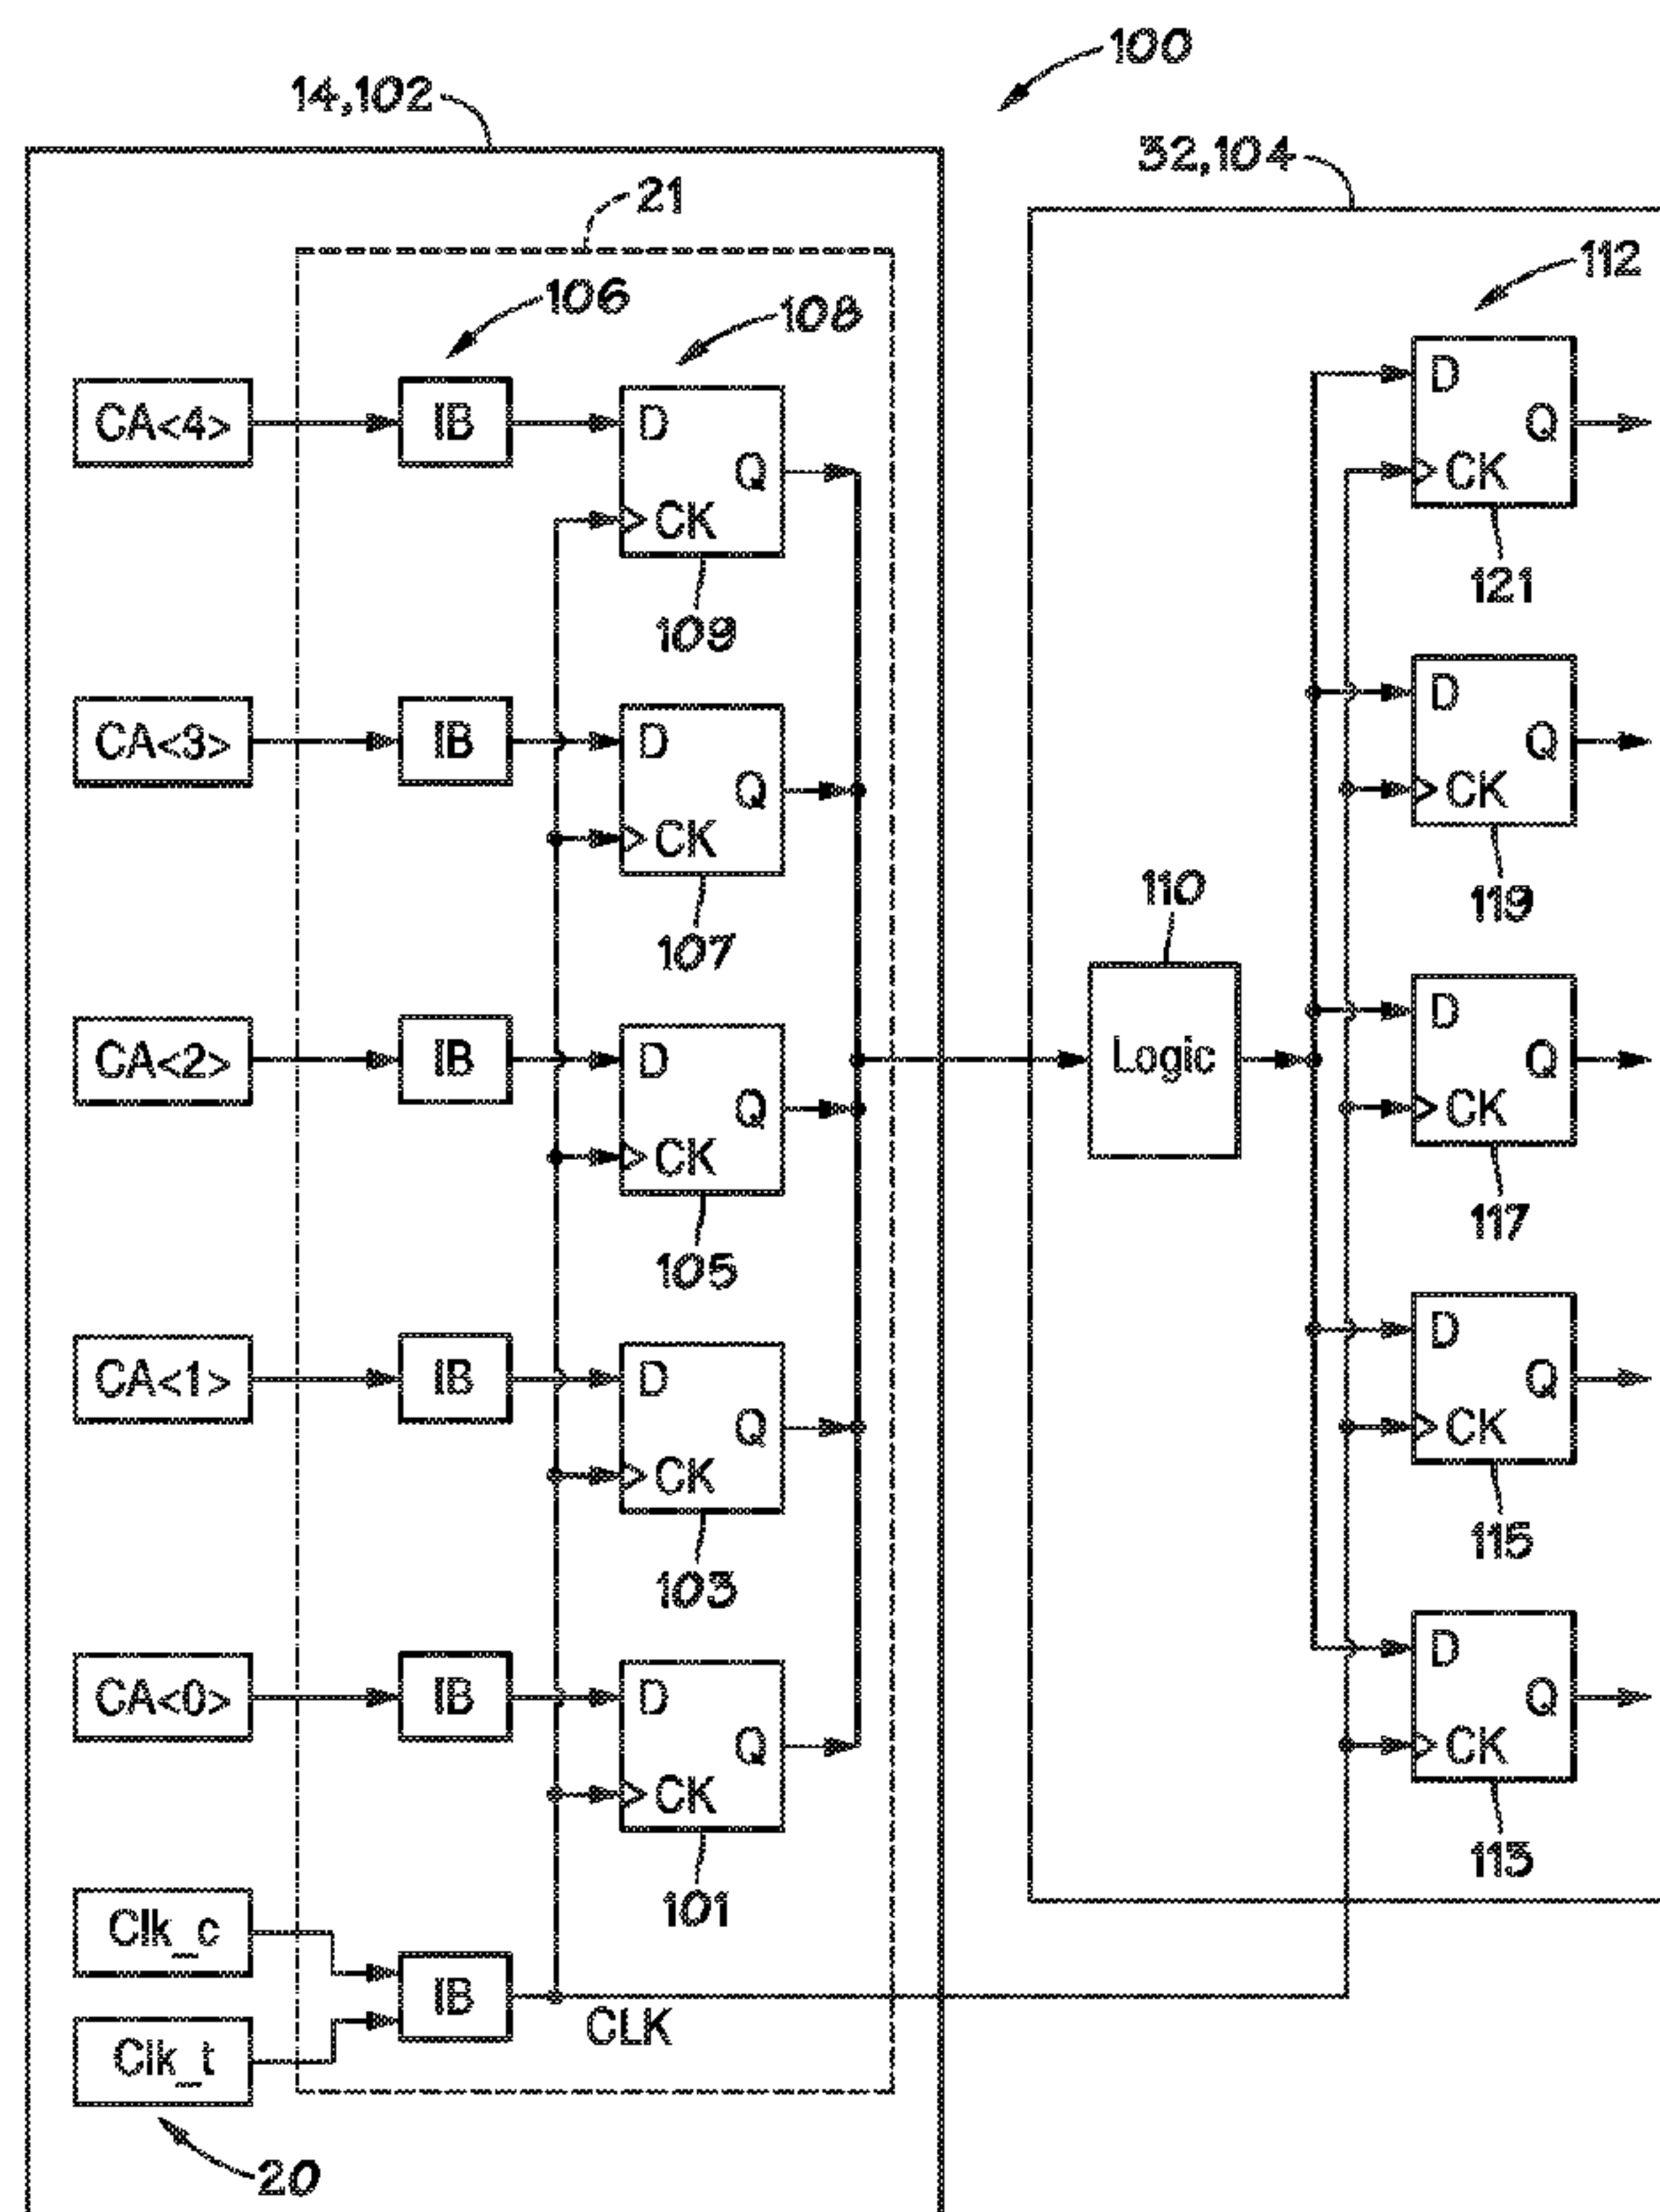 100
14,102
32,104
21
112
106
108
CA<4>
IB
D
Q
CK
109
D
Q
CK
121
CA<3>
IB
D
Q
CK
107
D
Q
CK
119
110
Logic
CA<2>
IB
D
Q
CK
105
D
Q
CK
117
CA<1>
IB
D
Q
CK
103
D
Q
CK
115
CA<0>
IB
D
Q
CK
101
D
Q
CK
113
Clk_c
IB
CLK
Clk_t
20